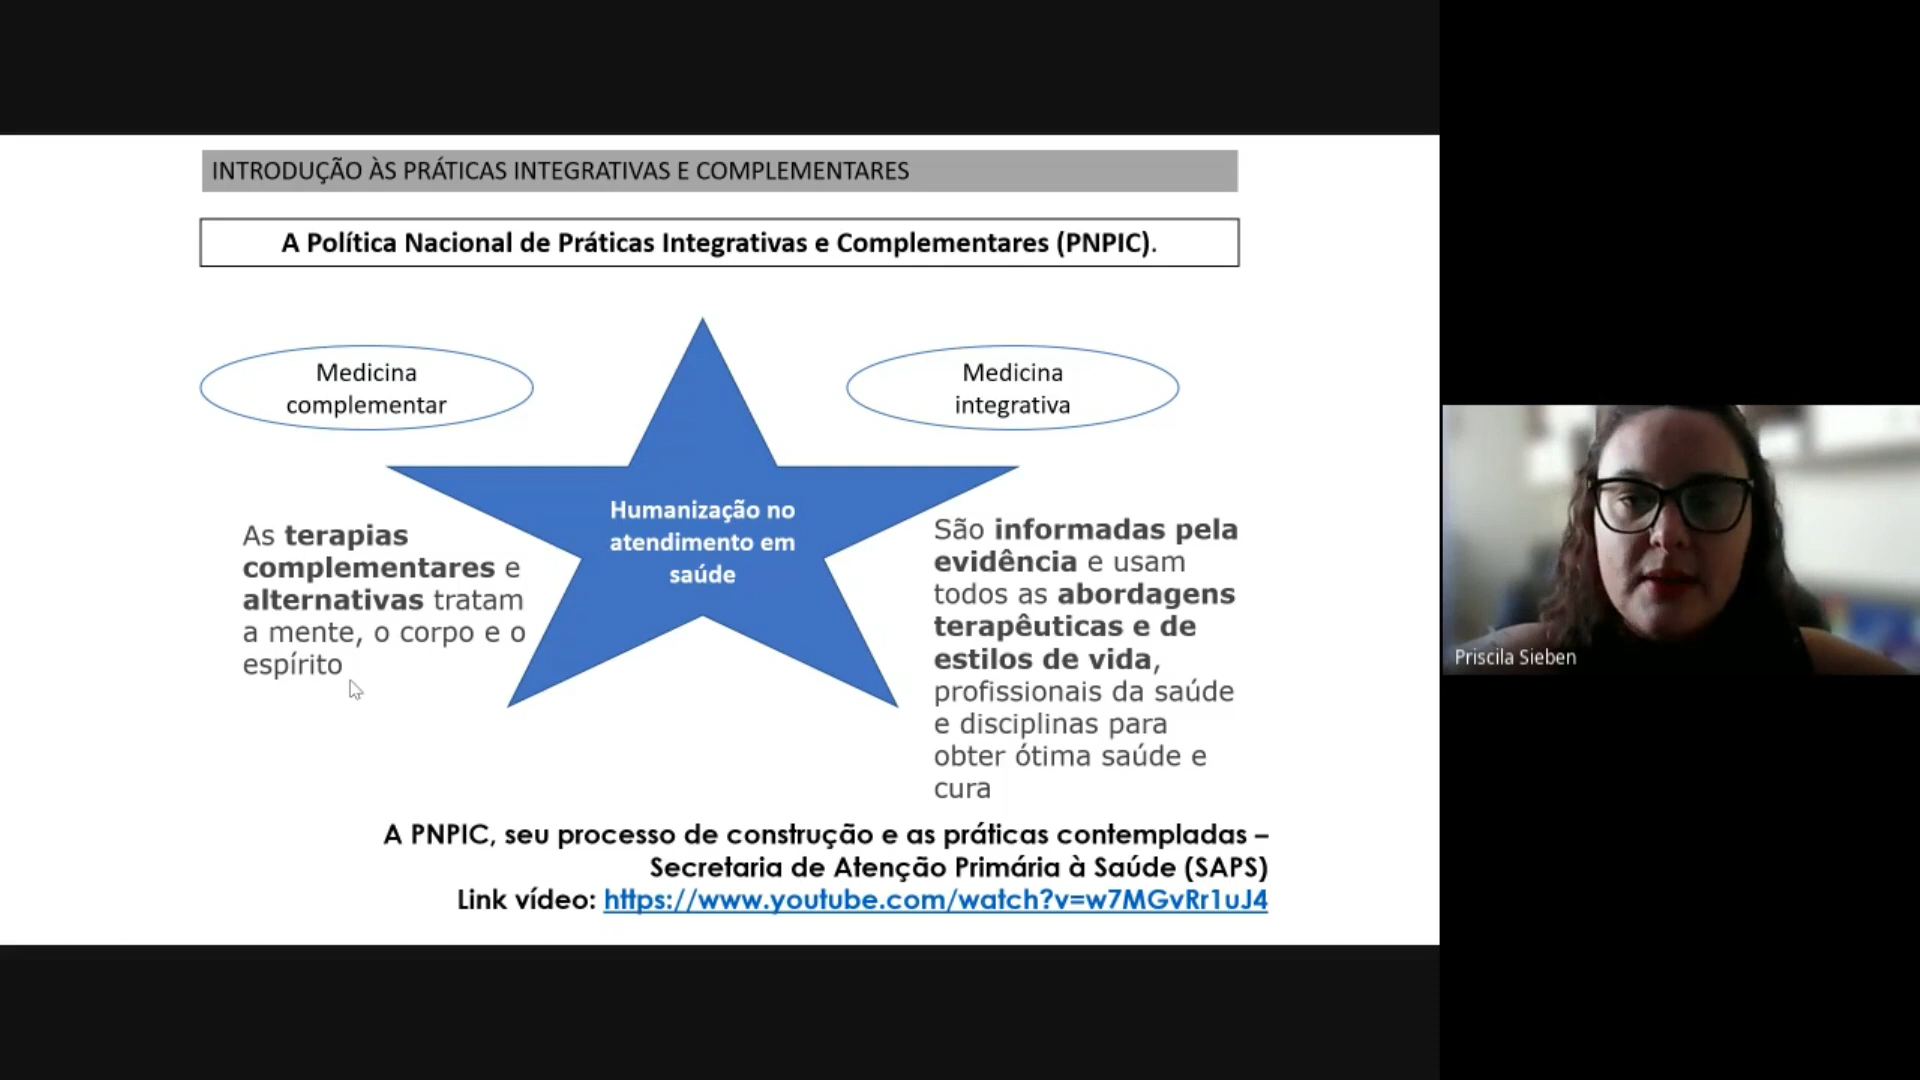 INTRODUÇÃO ÀS PRÁTICAS INTEGRATIVAS E COMPLEMENTARES
A Política Nacional de Práticas Integrativas e Complementares (PNPIC).
Medicina
complementar
Medicina
integrativa
Humanização no
atendimento em
saúde
As terapias
complementares e
alternativas tratam
a mente, o corpo e o
espírito
São informadas pela
evidência e usam
todos as abordagens
terapêuticas e de
estilos de vida,
profissionais da saúde
e disciplinas para
obter ótima saúde e
cura
A PNPIC, seu processo de construção e as práticas contempladas –
Secretaria de Atenção Primária à Saúde (SAPS)
Link vídeo: https://www.youtube.com/watch?v=w7MGvRr1uJ4
Priscila Sieben